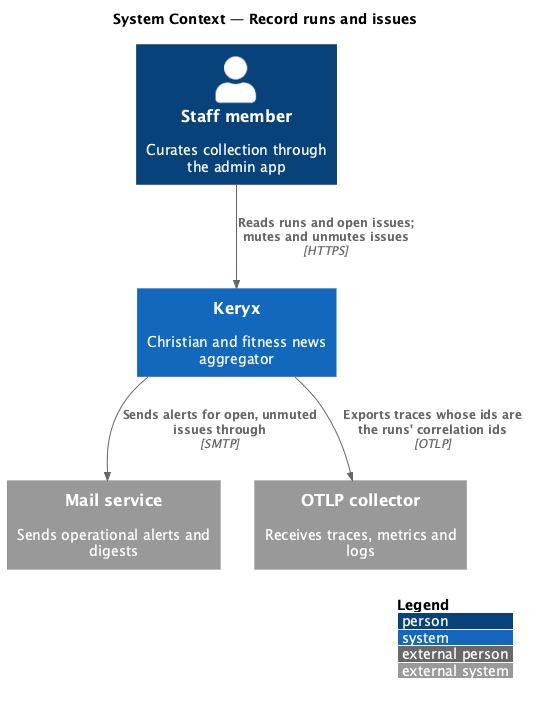 System Context — Record runs and issues
Staff member
Curates collection through
the admin app
Reads runs and open issues;
mutes and unmutes issues
[HTTPS]
Keryx
Christian and fitness news
aggregator
Sends alerts for open, unmuted
issues through
[SMTP]
Exports traces whose ids are
the runs' correlation ids
[OTLP]
Mail service
Sends operational alerts and
digests
OTLP collector
Receives traces, metrics and
logs
Legend
person
system
external person
external system